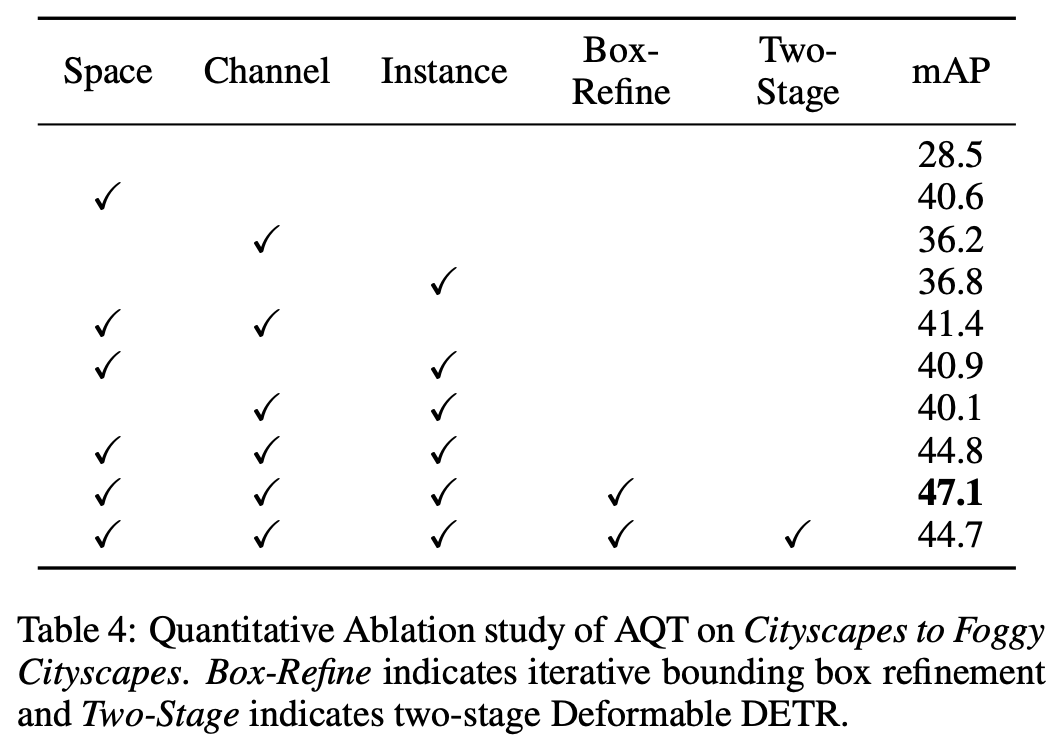 Space Channel Instance Box-Refine Two-Stage mAP
28.5
✓ 40.6
✓ 36.2
✓ 36.8
✓ ✓ 41.4
✓ ✓ 40.9
✓ ✓ 40.1
✓ ✓ ✓ 44.8
✓ ✓ ✓ ✓ 47.1
✓ ✓ ✓ ✓ ✓ 44.7
Table 4: Quantitative Ablation study of AQT on Cityscapes to Foggy
Cityscapes. Box-Refine indicates iterative bounding box refinement
and Two-Stage indicates two-stage Deformable DETR.